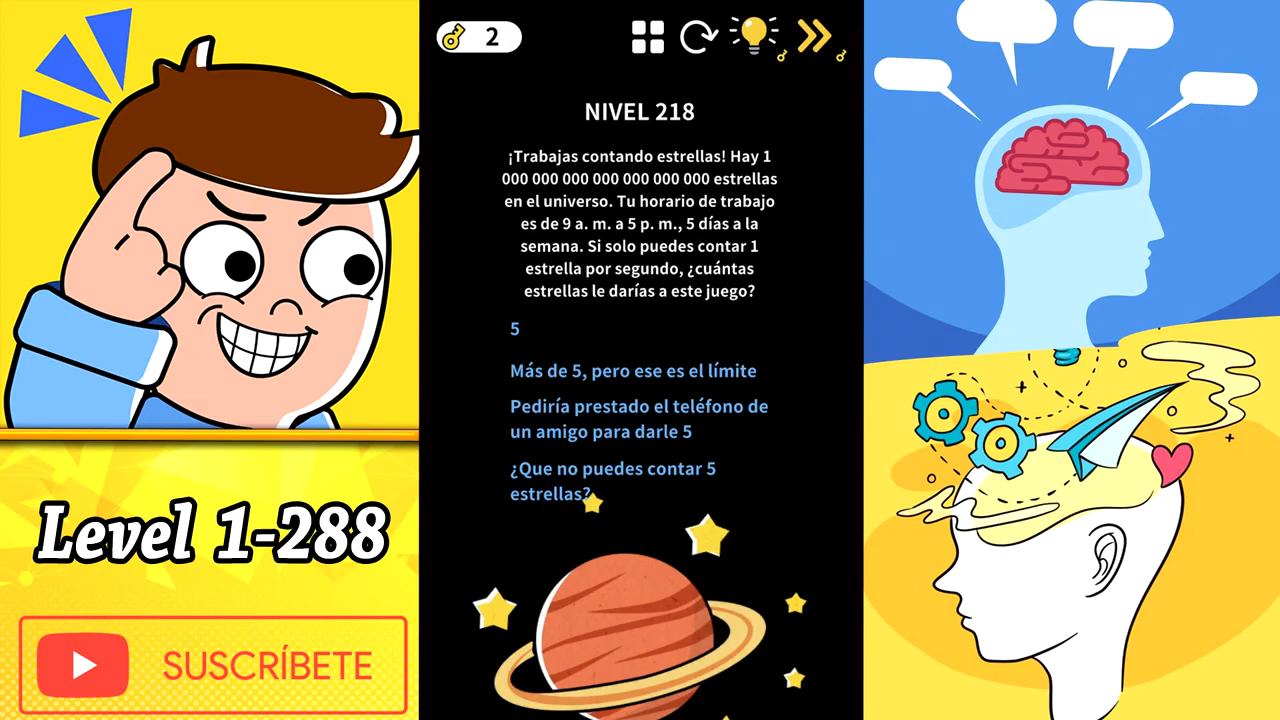 2
NIVEL 218
¡Trabajas contando estrellas! Hay 1
000 000 000 000 000 000 000 estrellas
en el universo. Tu horario de trabajo
es de 9 a. m. a 5 p. m., 5 días a la
semana. Si solo puedes contar 1
estrella por segundo, ¿cuántas
estrellas le darías a este juego?
5
Más de 5, pero ese es el límite
Pediría prestado el teléfono de
un amigo para darle 5
¿Que no puedes contar 5
estrellas?
Level 1-288
SUSCRÍBETE